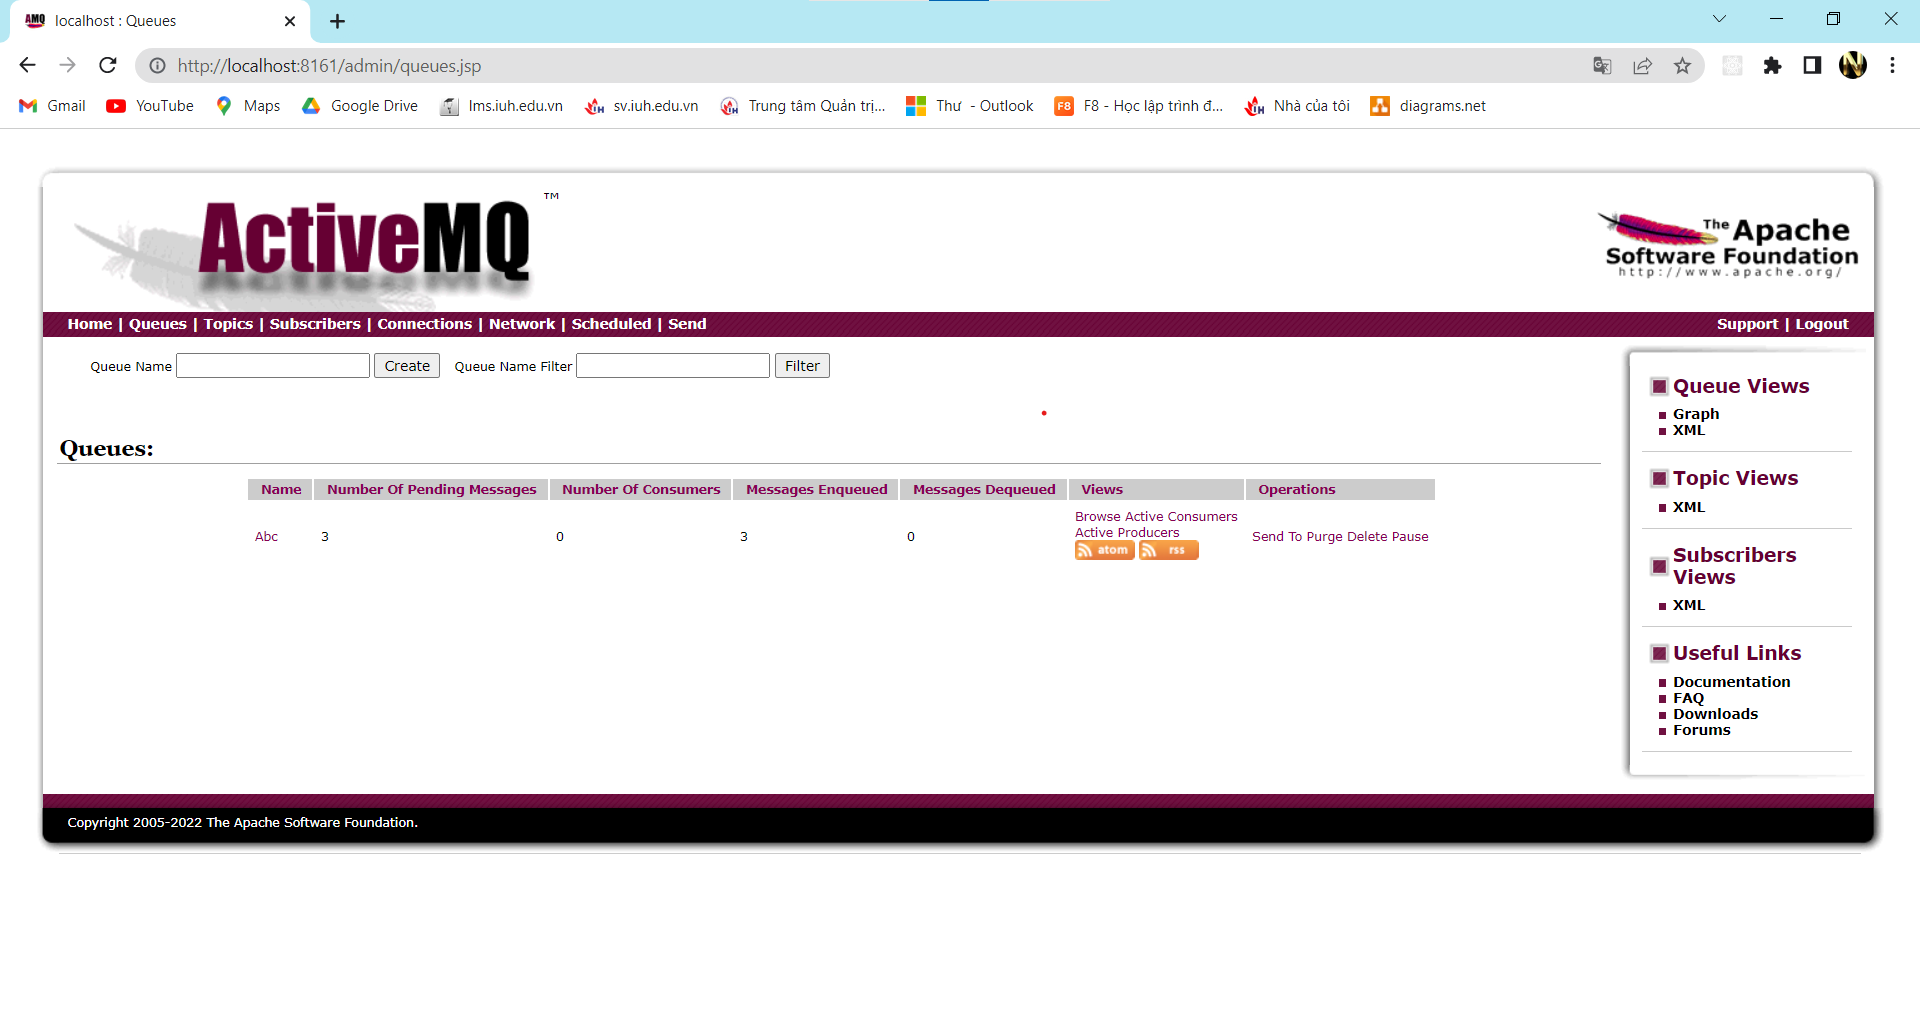 AMQ localhost : Queues
http://localhost:8161/admin/queues.jsp
Gmail YouTube Maps Google Drive lms.iuh.edu.vn sv.iuh.edu.vn Trung tâm Quản trị... Thư - Outlook F8 F8 - Học lập trình đ... Nhà của tôi diagrams.net
ActiveMQ ™
The Apache
Software Foundation
http://www.apache.org/
Home | Queues | Topics | Subscribers | Connections | Network | Scheduled | Send
Support | Logout
Queue Name Create Queue Name Filter Filter
Queues:
Name Number Of Pending Messages Number Of Consumers Messages Enqueued Messages Dequeued Views Operations
Abc 3 0 3 0
Browse Active Consumers
Active Producers
atom rss
Send To Purge Delete Pause
Queue Views
Graph
XML
Topic Views
XML
Subscribers
Views
XML
Useful Links
Documentation
FAQ
Downloads
Forums
Copyright 2005-2022 The Apache Software Foundation.